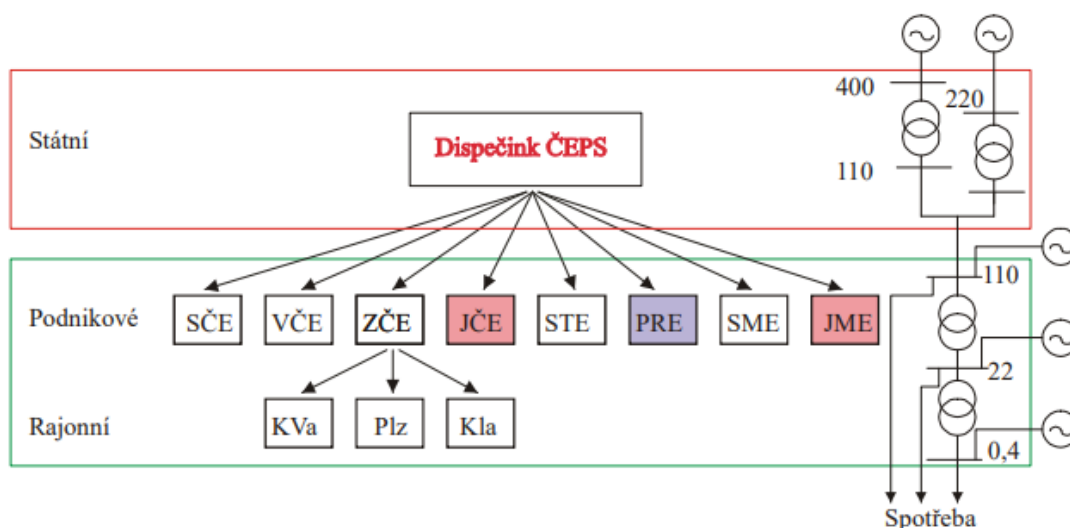 400
220
Státní
Dispečink ČEPS
110
110
Podnikové
SČE
VČE
ZČE
JČE
STE
PRE
SME
JME
22
Rajonní
KVa
Plz
Kla
0,4
Spotřeba